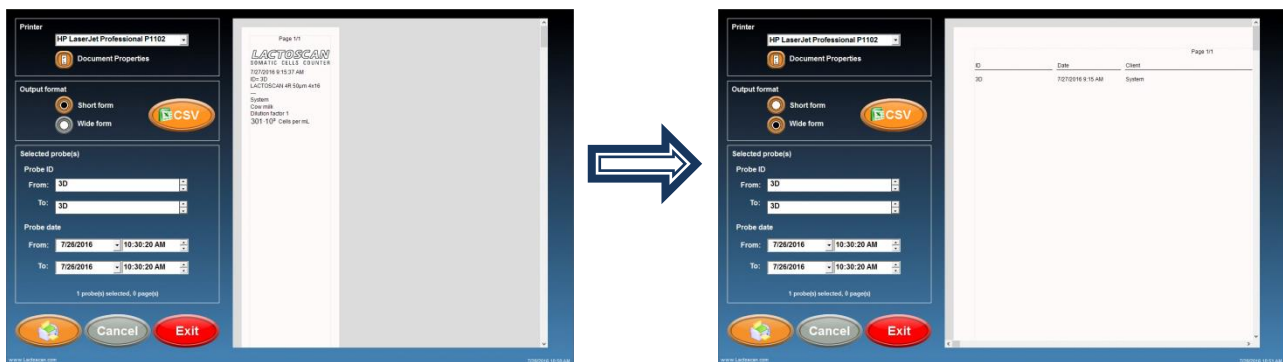 Printer
HP LaserJet Professional P1102
Document Properties
Output format
Short form
Wide form
CSV
Selected probe(s)
Probe ID
From: 3D
To: 3D
Probe date
From: 7/26/2016 10:30:20 AM
To: 7/26/2016 10:30:20 AM
1 probe(s) selected, 0 page(s)
Cancel
Exit
www.Lactoscan.com
Page 1/1
LACTOSCAN
SOMATIC CELLS COUNTER
7/27/2016 9:15:37 AM
ID= 3D
LACTOSCAN 4R 50µm 4x16
---
System
Cow milk
Dilution factor 1
301·10³ Cells per mL
Printer
HP LaserJet Professional P1102
Document Properties
Output format
Short form
Wide form
CSV
Selected probe(s)
Probe ID
From: 3D
To: 3D
Probe date
From: 7/26/2016 10:30:20 AM
To: 7/26/2016 10:30:20 AM
1 probe(s) selected, 0 page(s)
Cancel
Exit
www.Lactoscan.com
Page 1/1
ID Date Client
3D 7/27/2016 9:15 AM System